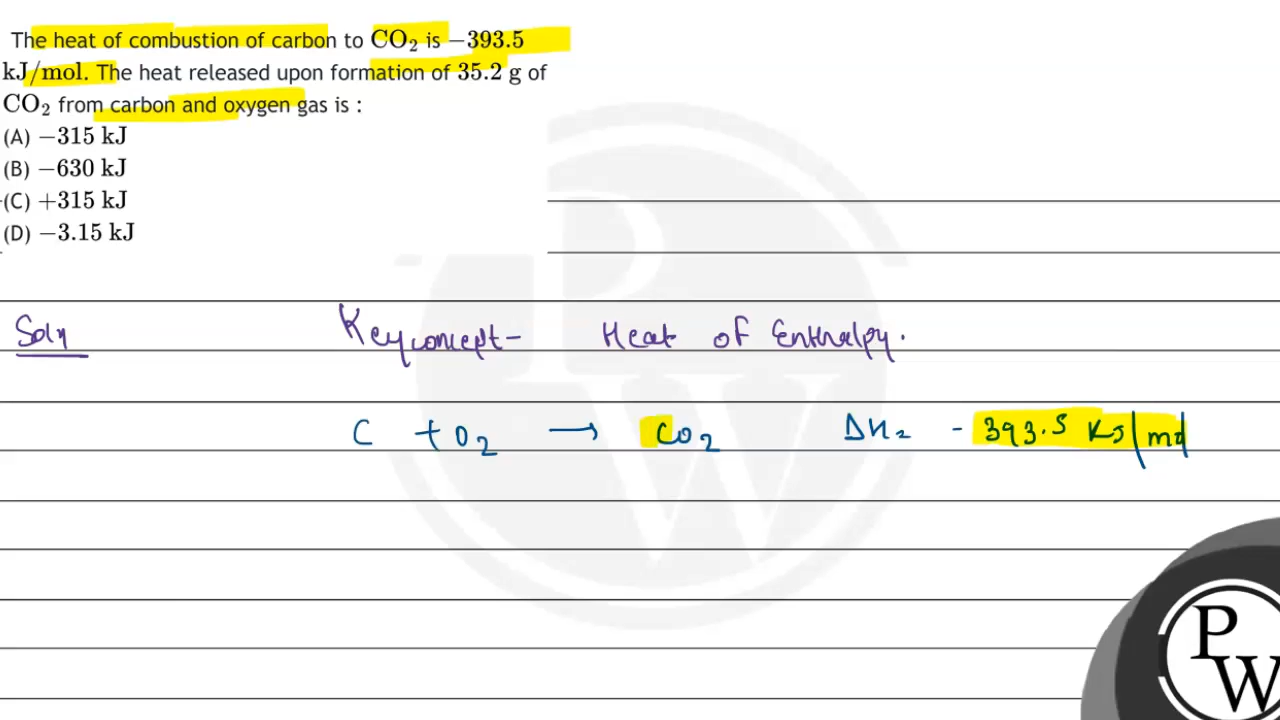 The heat of combustion of carbon to CO₂ is −393.5
kJ/mol. The heat released upon formation of 35.2 g of
CO₂ from carbon and oxygen gas is :
(A) −315 kJ
(B) −630 kJ
(C) +315 kJ
(D) −3.15 kJ
Soln Keyconcept- Heat of Enthalpy.
C + O₂ → CO₂ ΔH = - 393.5 KJ/mol
P
W
P
W